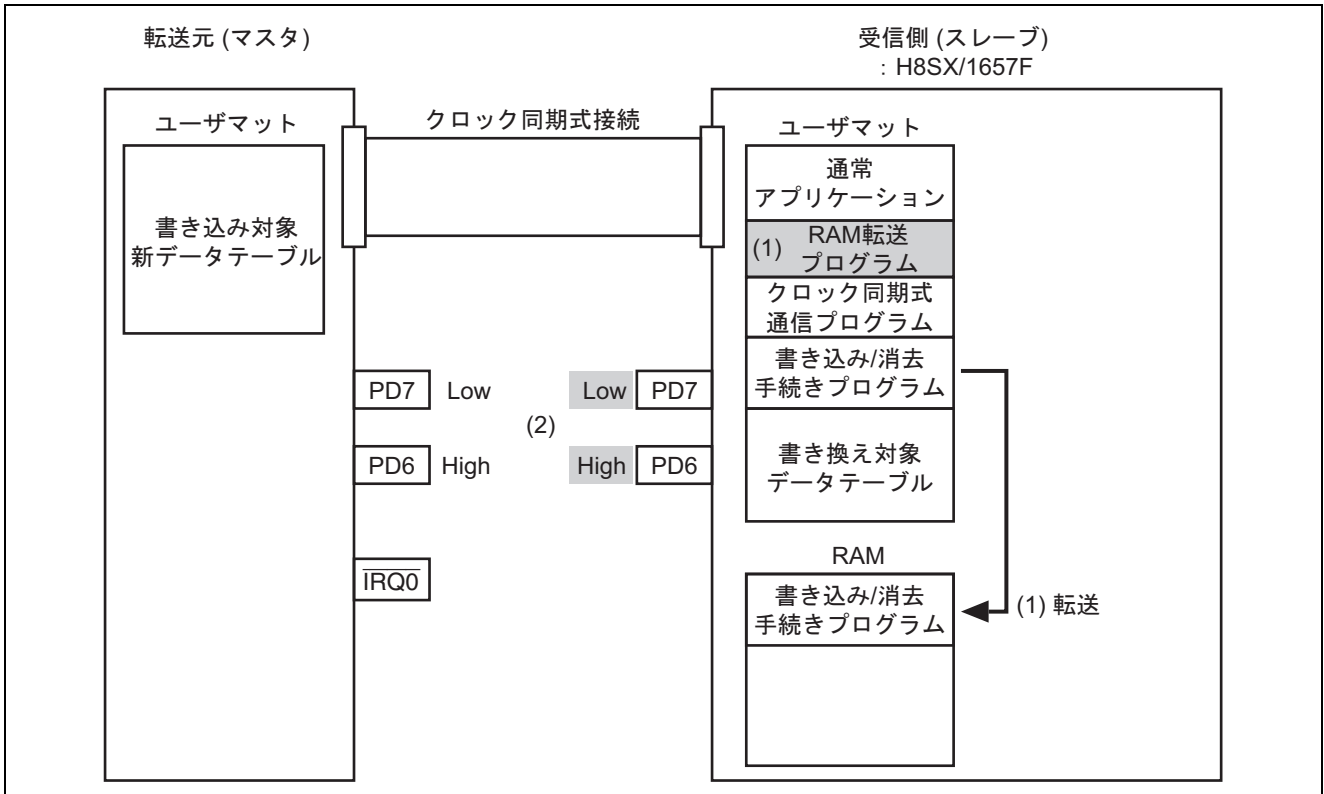 転送元 (マスタ)
ユーザマット
書き込み対象
新データテーブル
クロック同期式接続
PD7
Low
PD6
High
IRQ0
(2)
Low
PD7
High
PD6
受信側 (スレーブ)
: H8SX/1657F
ユーザマット
通常
アプリケーション
(1) RAM転送
プログラム
クロック同期式
通信プログラム
書き込み/消去
手続きプログラム
書き換え対象
データテーブル
RAM
書き込み/消去
手続きプログラム
(1) 転送